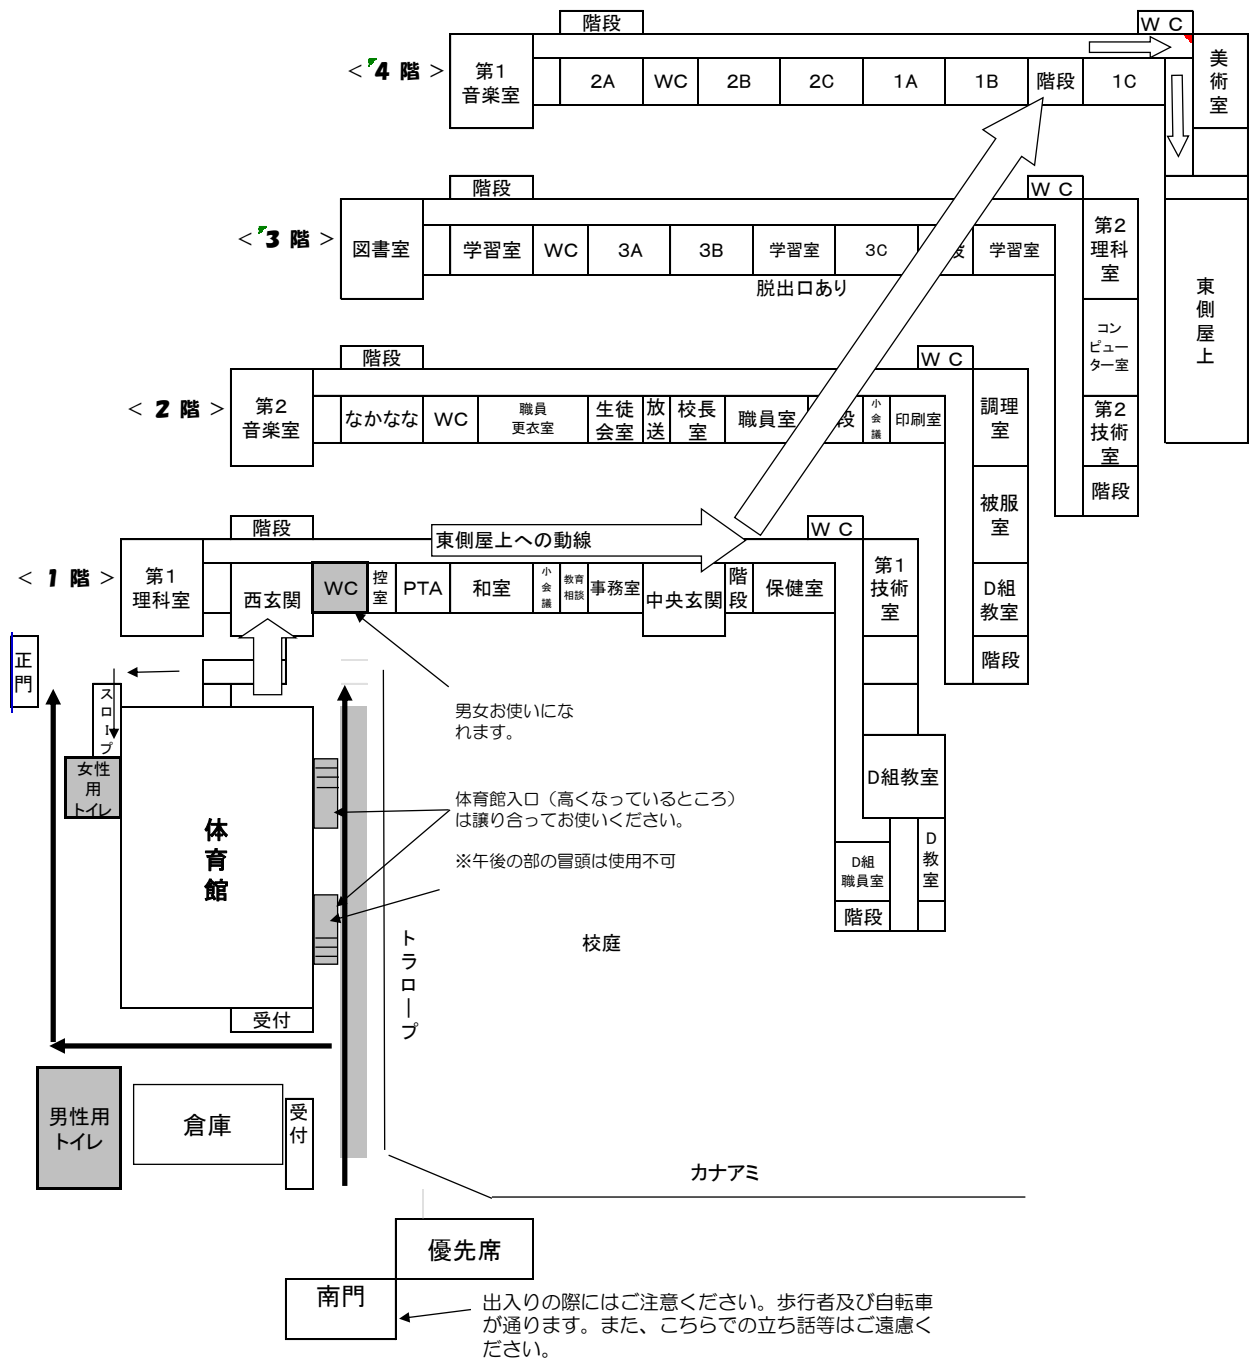 階段
ＷＣ
＜4 階＞
第1
音楽室
2A
WC
2B
2C
1A
1B
階段
1C
美
術
室
階段
ＷＣ
＜3 階＞
図書室
学習室
WC
3A
3B
学習室
3C
段
学習室
第2
理科
室
脱出口あり
東
側
屋
上
コン
ピュー
ター室
階段
ＷＣ
＜2 階＞
第2
音楽室
なかなな
WC
職員
更衣室
生徒
会室
放
送
校長
室
職員室
段
小
会
議
印刷室
調理
室
第2
技術
室
階段
被服
室
D組
教室
階段
階段
東側屋上への動線
ＷＣ
＜1 階＞
第1
理科室
西玄関
WC
控
室
PTA
和室
小
会
議
教育
相談
事務室
中央玄関
階
段
保健室
第1
技術
室
正
門
ス
ロ
ー
プ
男女お使いにな
れます。
女性
用
トイレ
体
育
館
体育館入口（高くなっているところ）
は譲り合ってお使いください。
※午後の部の冒頭は使用不可
D組教室
D組
職員室
D
教
室
階段
ト
ラ
ロ
ー
プ
校庭
受付
男性用
トイレ
倉庫
受
付
カナアミ
優先席
南門
出入りの際にはご注意ください。歩行者及び自転車
が通ります。また、こちらでの立ち話等はご遠慮く
ださい。